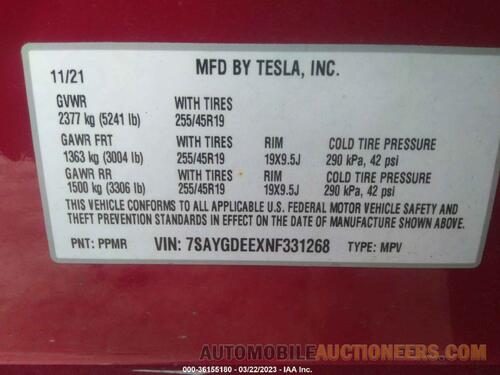 11/21 MFD BY TESLA, INC.
GVWR WITH TIRES
2377 kg (5241 lb) 255/45R19
GAWR FRT WITH TIRES RIM COLD TIRE PRESSURE
1363 kg (3004 lb) 255/45R19 19X9.5J 290 kPa, 42 psi
GAWR RR WITH TIRES RIM COLD TIRE PRESSURE
1500 kg (3306 lb) 255/45R19 19X9.5J 290 kPa, 42 psi
THIS VEHICLE CONFORMS TO ALL APPLICABLE U.S. FEDERAL MOTOR VEHICLE SAFETY AND
THEFT PREVENTION STANDARDS IN EFFECT ON THE DATE OF MANUFACTURE SHOWN ABOVE.
PNT: PPMR VIN: 7SAYGDEEXNF331268 TYPE: MPV
AUTOMOBILEAUCTIONEER.COM
000-36155180 - 03/22/2023 - IAA Inc.